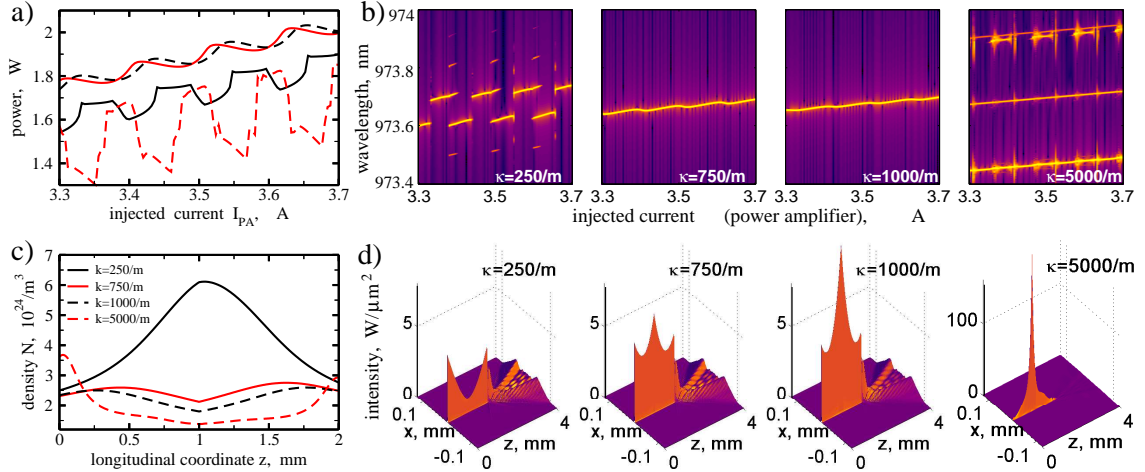 a)
power, W
2
1.8
1.6
1.4
3.3 3.4 3.5 3.6 3.7
injected current I_PA, A
b)
wavelength, nm
974
973.8
973.6
973.4
κ=250/m
κ=750/m
κ=1000/m
κ=5000/m
3.3 3.5 3.7 3.3 3.5 3.7 3.3 3.5 3.7 3.3 3.5 3.7
injected current (power amplifier), A
c)
density N, 10^24/m^3
7
6
5
4
3
2
k=250/m
k=750/m
k=1000/m
k=5000/m
0 0.5 1 1.5 2
longitudinal coordinate z, mm
d)
intensity, W/μm^2
κ=250/m
5
0
0.1
x, mm
-0.1
0
z, mm
4
κ=750/m
5
0
0.1
x, mm
-0.1
0
z, mm
4
κ=1000/m
5
0
0.1
x, mm
-0.1
0
z, mm
4
κ=5000/m
100
0
0.1
x, mm
-0.1
0
z, mm
4